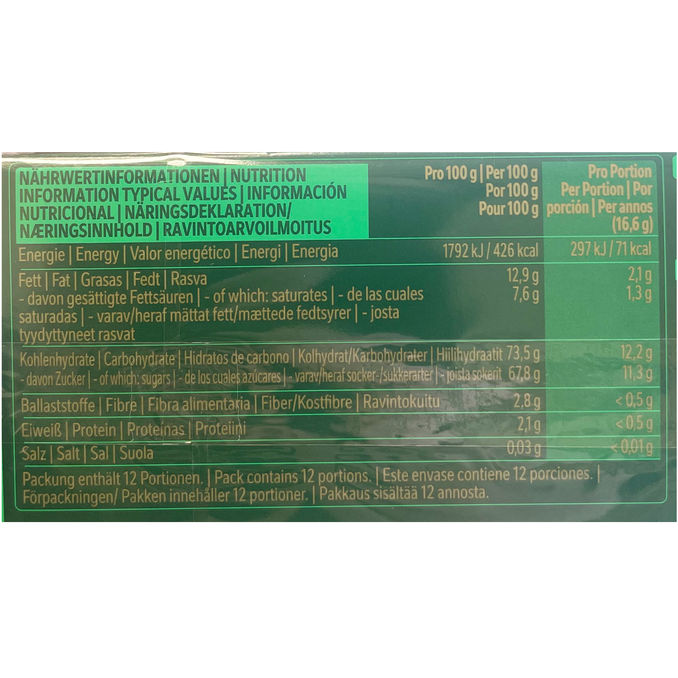 NÄHRWERTINFORMATIONEN | NUTRITION
INFORMATION TYPICAL VALUES | INFORMACIÓN
NUTRICIONAL | NÄRINGSDEKLARATION/
NÆRINGSINNHOLD | RAVINTOARVOILMOITUS
Pro 100 g | Per 100 g
Por 100 g
Pour 100 g
Pro Portion
Per Portion | Por
porción | Per annos
(16,6 g)
Energie | Energy | Valor energético | Energi | Energia 1792 kJ / 426 kcal 297 kJ / 71 kcal
Fett | Fat | Grasas | Fedt | Rasva 12,9 g 2,1 g
- davon gesättigte Fettsäuren | - of which: saturates | - de las cuales 7,6 g 1,3 g
saturadas | - varav/heraf mättat fett/mættede fedtsyrer | - josta
tyydyttyneet rasvat
Kohlenhydrate | Carbohydrate | Hidratos de carbono | Kolhydrat/Karbohydrater | Hiilihydraatit 73,5 g 12,2 g
- davon Zucker | - of which: sugars | - de los cuales azúcares | - varav/heraf socker-/sukkerarter | - joista sokerit 67,8 g 11,3 g
Ballaststoffe | Fibre | Fibra alimentaria | Fiber/Kostfibre | Ravintokuitu 2,8 g < 0,5 g
Eiweiß | Protein | Proteinas | Proteiini 2,1 g < 0,5 g
Salz | Salt | Sal | Suola 0,03 g < 0,01 g
Packung enthält 12 Portionen. | Pack contains 12 portions. | Este envase contiene 12 porciones. |
Förpackningen/ Pakken innehåller 12 portioner. | Pakkaus sisältää 12 annosta.